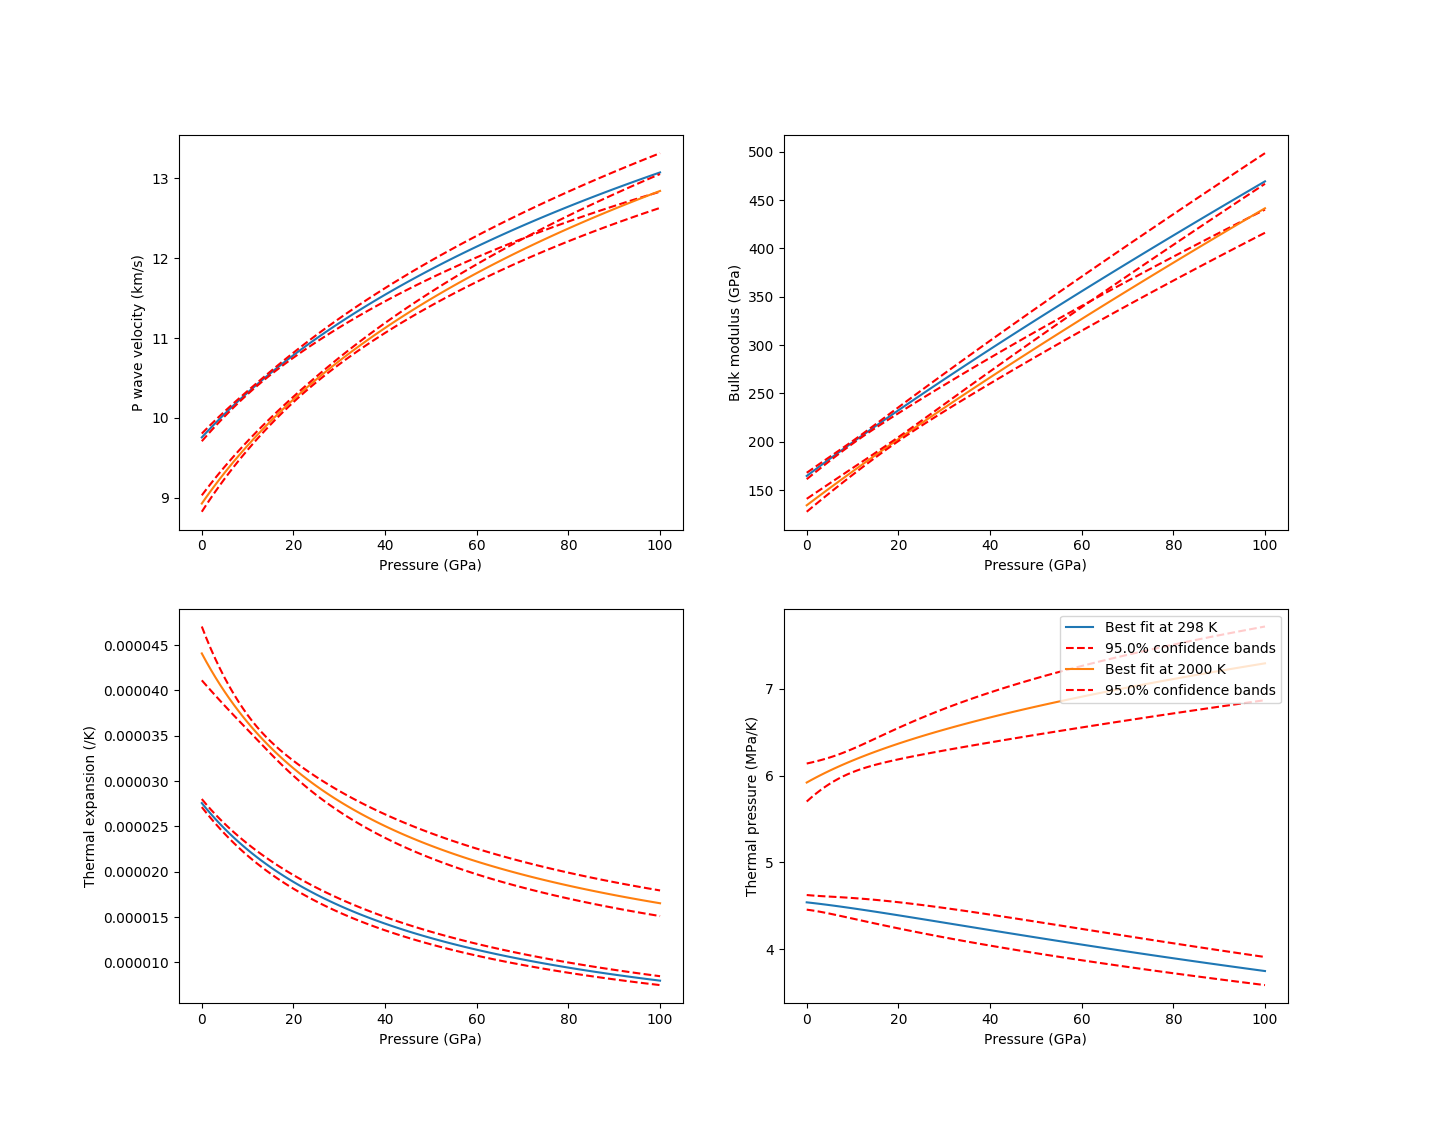 13
12
11
10
9
P wave velocity (km/s)
0 20 40 60 80 100
Pressure (GPa)
500
450
400
350
300
250
200
150
Bulk modulus (GPa)
0 20 40 60 80 100
Pressure (GPa)
0.000045
0.000040
0.000035
0.000030
0.000025
0.000020
0.000015
0.000010
Thermal expansion (/K)
0 20 40 60 80 100
Pressure (GPa)
7
6
5
4
Thermal pressure (MPa/K)
Best fit at 298 K
95.0% confidence bands
Best fit at 2000 K
95.0% confidence bands
0 20 40 60 80 100
Pressure (GPa)